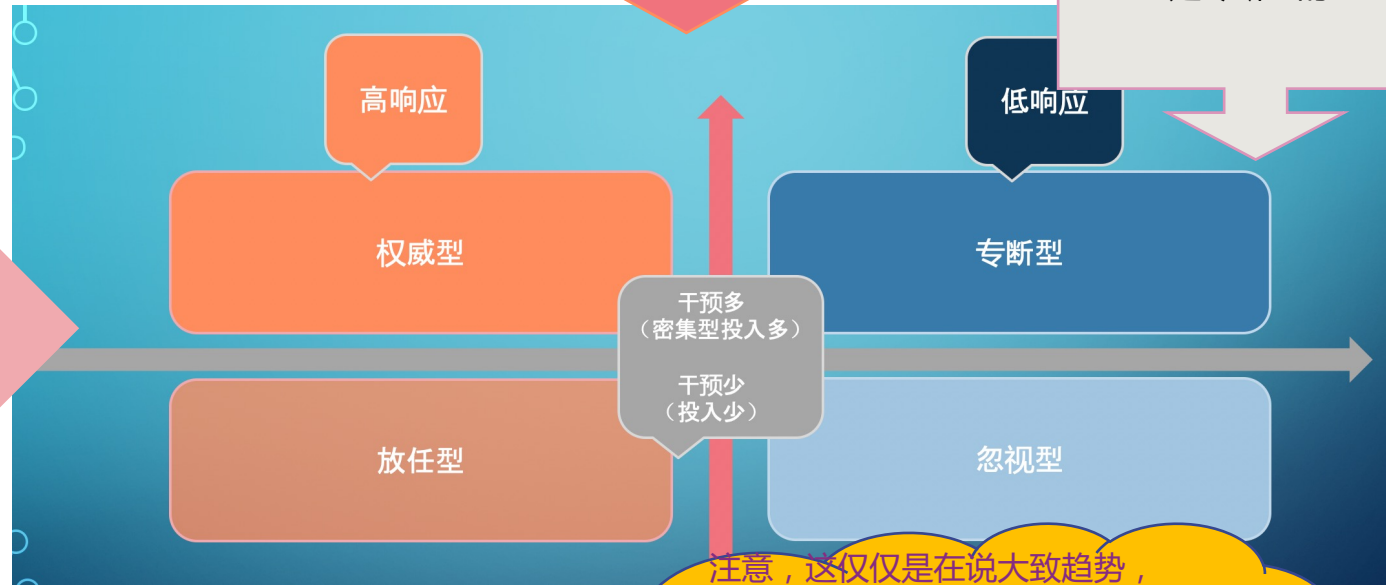 高响应
低响应
权威型
专断型
干预多
（密集型投入多）
干预少
（投入少）
放任型
忽视型
注意，这仅仅是在说大致趋势，